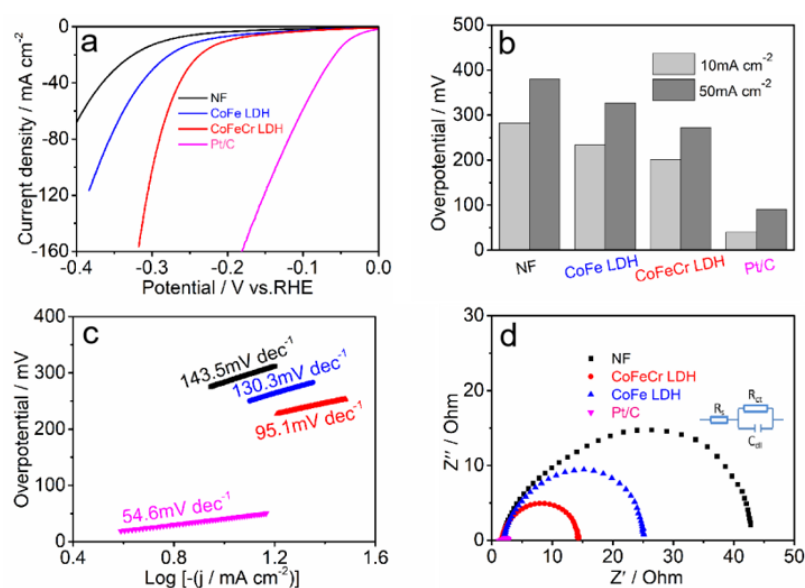 a
0
-40
-80
-120
-160
-0.4
-0.3
-0.2
-0.1
0.0
Current density / mA cm⁻²
Potential / V vs.RHE
NF
CoFe LDH
CoFeCr LDH
Pt/C
b
500
400
300
200
100
0
Overpotential / mV
10mA cm⁻²
50mA cm⁻²
NF
CoFe LDH
CoFeCr LDH
Pt/C
c
400
300
200
100
0
0.4
0.8
1.2
1.6
Overpotential / mV
Log [-(j / mA cm⁻²)]
143.5mV dec⁻¹
130.3mV dec⁻¹
95.1mV dec⁻¹
54.6mV dec⁻¹
d
30
25
20
15
10
5
0
0
10
20
30
40
50
Z′′ / Ohm
Z′ / Ohm
NF
CoFeCr LDH
CoFe LDH
Pt/C
Rs
Rct
Cdl